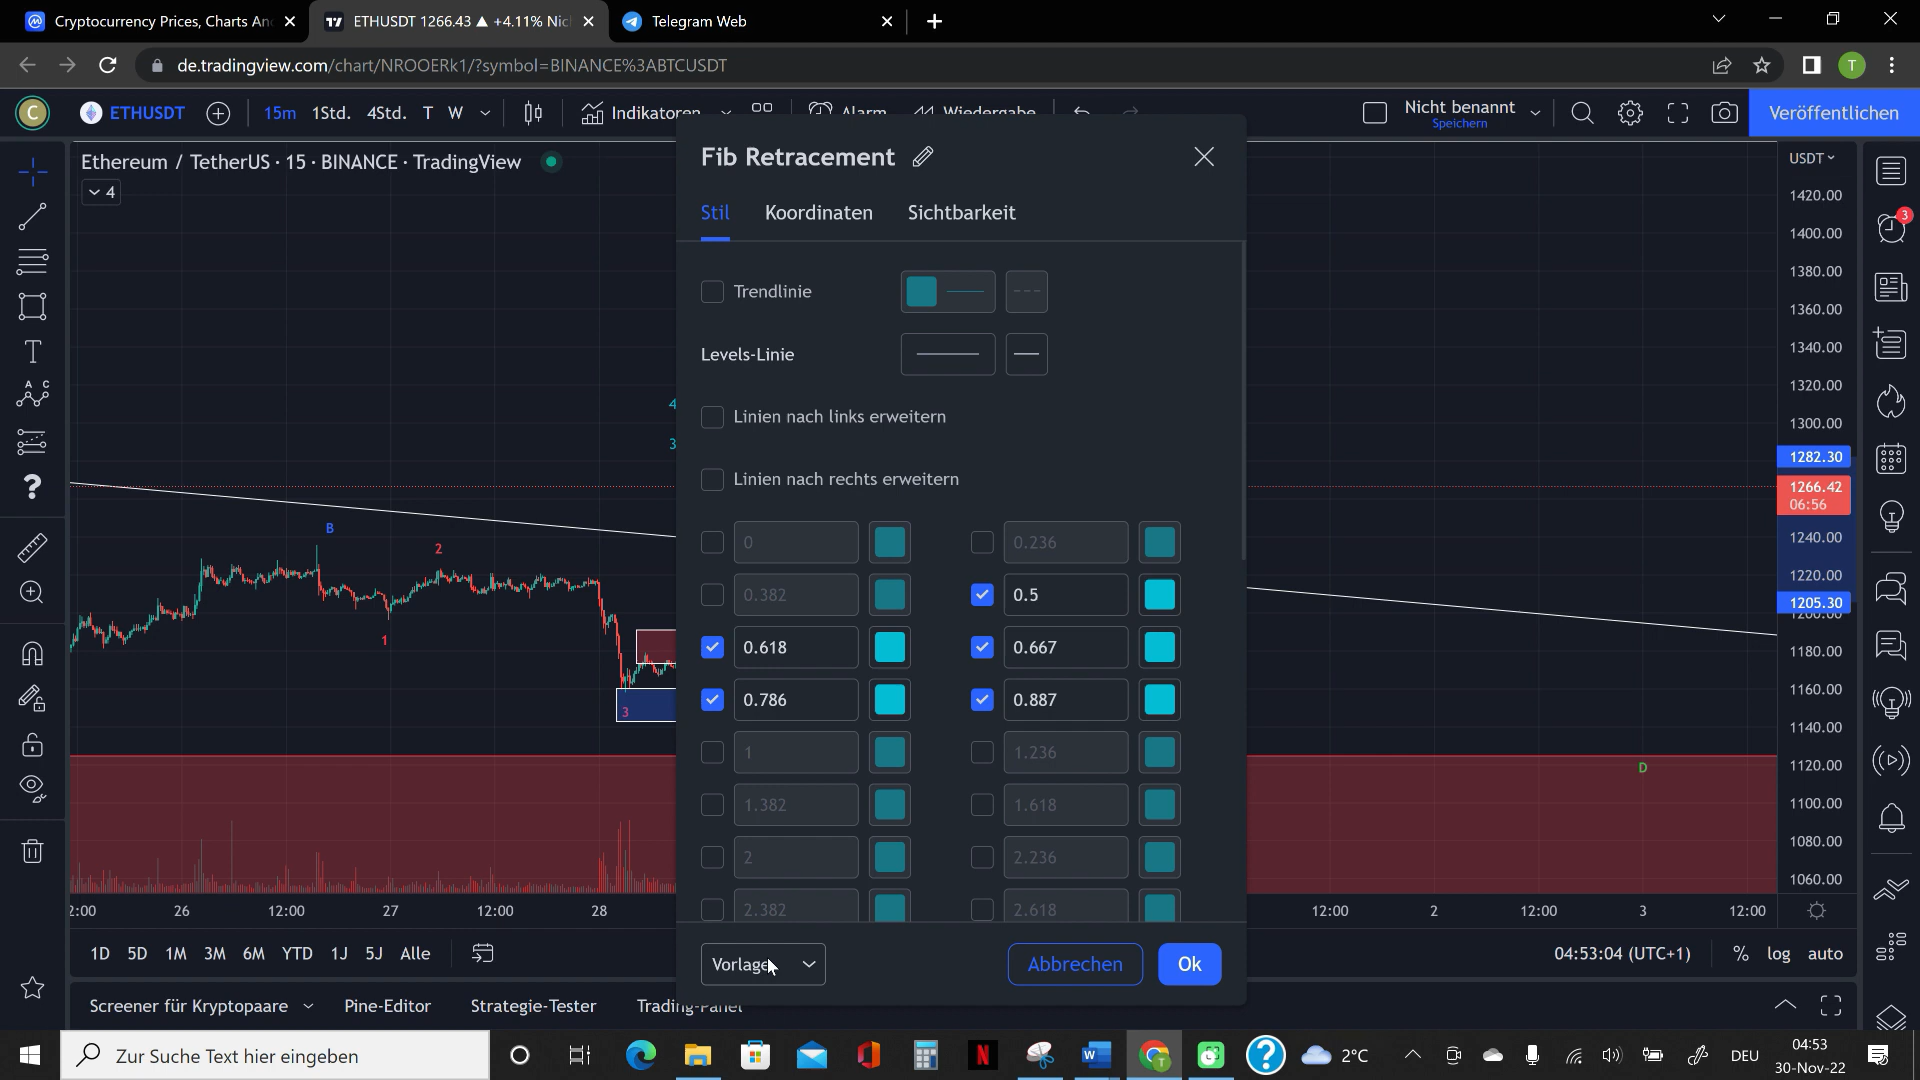 Cryptocurrency Prices, Charts An
ETHUSDT 1266.43 ▲ +4.11% Nic
Telegram Web
de.tradingview.com/chart/NROOERk1/?symbol=BINANCE%3ABTCUSDT
T
C
ETHUSDT
15m
1Std.
4Std.
T
W
Indikatoren
Alarm
Wiedergabe
Nicht benannt
Speichern
Veröffentlichen
Ethereum / TetherUS · 15 · BINANCE · TradingView
4
Fib Retracement
Stil
Koordinaten
Sichtbarkeit
Trendlinie
Levels-Linie
Linien nach links erweitern
Linien nach rechts erweitern
0
0.236
0.382
0.5
0.618
0.667
0.786
0.887
1
1.236
1.382
1.618
2
2.236
2.382
2.618
Vorlage
Abbrechen
Ok
4
3
B
2
1
3
D
USDT
1420.00
1400.00
1380.00
1360.00
1340.00
1320.00
1300.00
1282.30
1266.42
06:56
1240.00
1220.00
1205.30
1200.00
1180.00
1160.00
1140.00
1120.00
1100.00
1080.00
1060.00
3
2:00
26
12:00
27
12:00
28
12:00
2
12:00
3
12:00
1D
5D
1M
3M
6M
YTD
1J
5J
Alle
04:53:04 (UTC+1)
%
log
auto
Screener für Kryptopaare
Pine-Editor
Strategie-Tester
Trading-Panel
Zur Suche Text hier eingeben
2°C
DEU
04:53
30-Nov-22